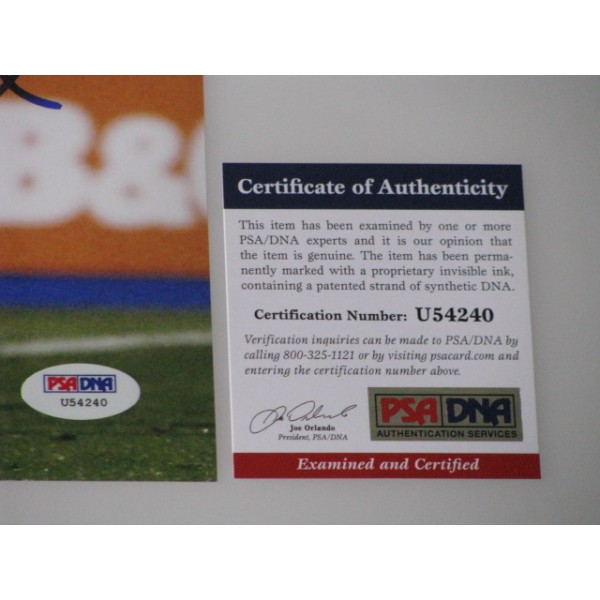 B&
PSA DNA
U54240
Certificate of Authenticity
This item has been examined by one or more
PSA/DNA experts and it is our opinion that
the item is genuine. The item has been perma-
nently marked with a proprietary invisible ink,
containing a patented strand of synthetic DNA.
Certification Number: U54240
Verification inquiries can be made to PSA/DNA by
calling 800-325-1121 or by visiting psacard.com and
entering the certification number above.
Joe Orlando
President, PSA/DNA
PSA DNA
AUTHENTICATION SERVICES
Examined and Certified